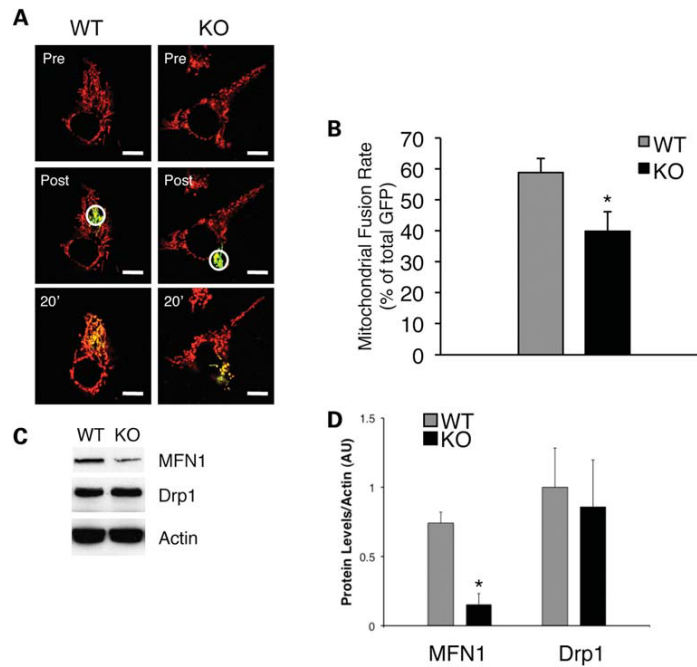 A
WT
KO
Pre
Pre
Post
Post
20'
20'
B
Mitochondrial Fusion Rate
(% of total GFP)
70
60
50
40
30
20
10
0
WT
KO
*
C
WT KO
MFN1
Drp1
Actin
D
Protein Levels/Actin (AU)
1.5
1
0.5
0
WT
KO
*
MFN1
Drp1